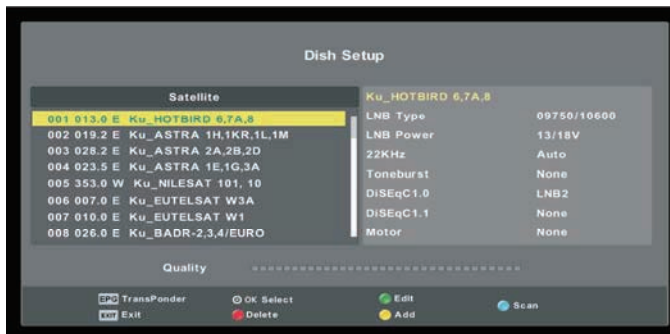 Dish Setup
Satellite
001 013.0 E Ku_HOTBIRD 6,7A,8
002 019.2 E Ku_ASTRA 1H,1KR,1L,1M
003 028.2 E Ku_ASTRA 2A,2B,2D
004 023.5 E Ku_ASTRA 1E,1G,3A
005 353.0 W Ku_NILESAT 101, 10
006 007.0 E Ku_EUTELSAT W3A
007 010.0 E Ku_EUTELSAT W1
008 026.0 E Ku_BADR-2,3,4/EURO
Ku_HOTBIRD 6,7A,8
LNB Type 09750/10600
LNB Power 13/18V
22KHz Auto
Toneburst None
DiSEqC1.0 LNB2
DiSEqC1.1 None
Motor None
Quality
EPG TransPonder OK Select Edit Scan
EXIT Exit Delete Add